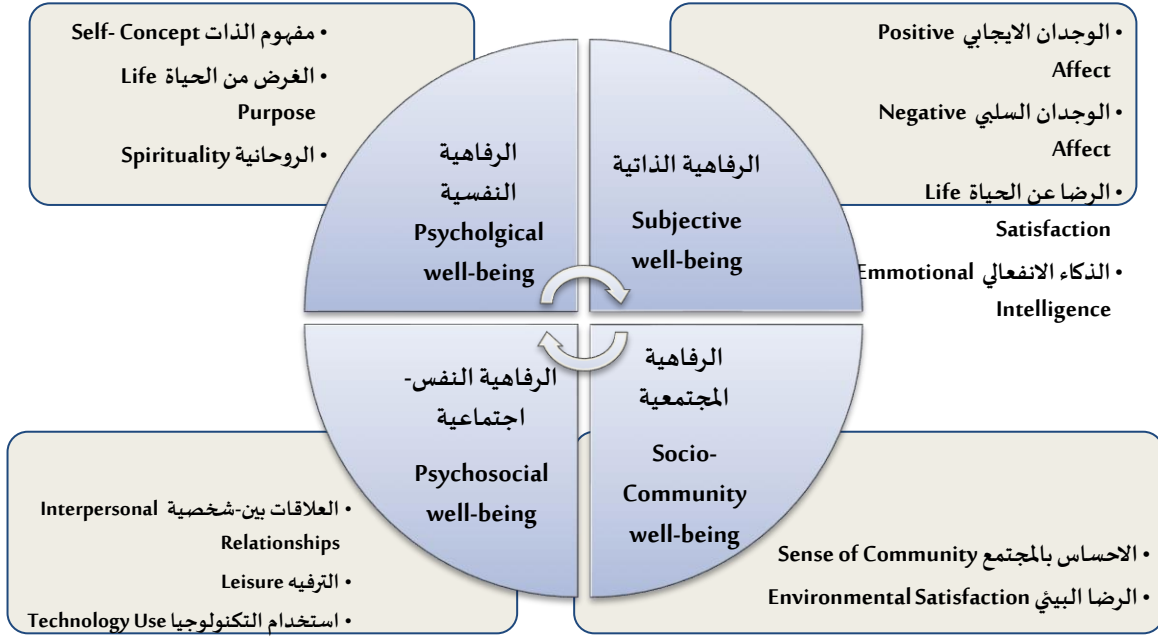 • الوجدان الايجابي Positive
Affect
• الوجدان السلبي Negative
Affect
• الرضا عن الحياة Life
Satisfaction
• الذكاء الانفعالي Emmotional
Intelligence
• مفهوم الذات Self- Concept
• الغرض من الحياة Life
Purpose
• الروحانية Spirituality
الرفاهية الذاتية
Subjective
well-being
الرفاهية
النفسية
Psycholgical
well-being
الرفاهية
المجتمعية
Socio-
Community
well-being
الرفاهية النفس-
اجتماعية
Psychosocial
well-being
• الاحساس بالمجتمع Sense of Community
• الرضا البيئي Environmental Satisfaction
• العلاقات بين-شخصية Interpersonal
Relationships
• الترفيه Leisure
• استخدام التكنولوجيا Technology Use